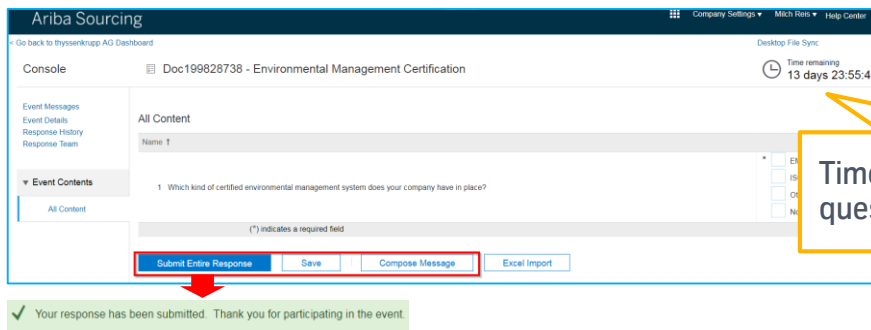 Ariba Sourcing
Company Settings ▾ Milch Reis ▾ Help Center
< Go back to thyssenkrupp AG Dashboard
Desktop File Sync
Console
Doc199828738 - Environmental Management Certification
Time remaining
13 days 23:55:4
Event Messages
Event Details
Response History
Response Team
All Content
Name ↑
▼ Event Contents
All Content
1 Which kind of certified environmental management system does your company have in place?
(*) indicates a required field
Submit Entire Response Save Compose Message Excel Import
✓ Your response has been submitted. Thank you for participating in the event.